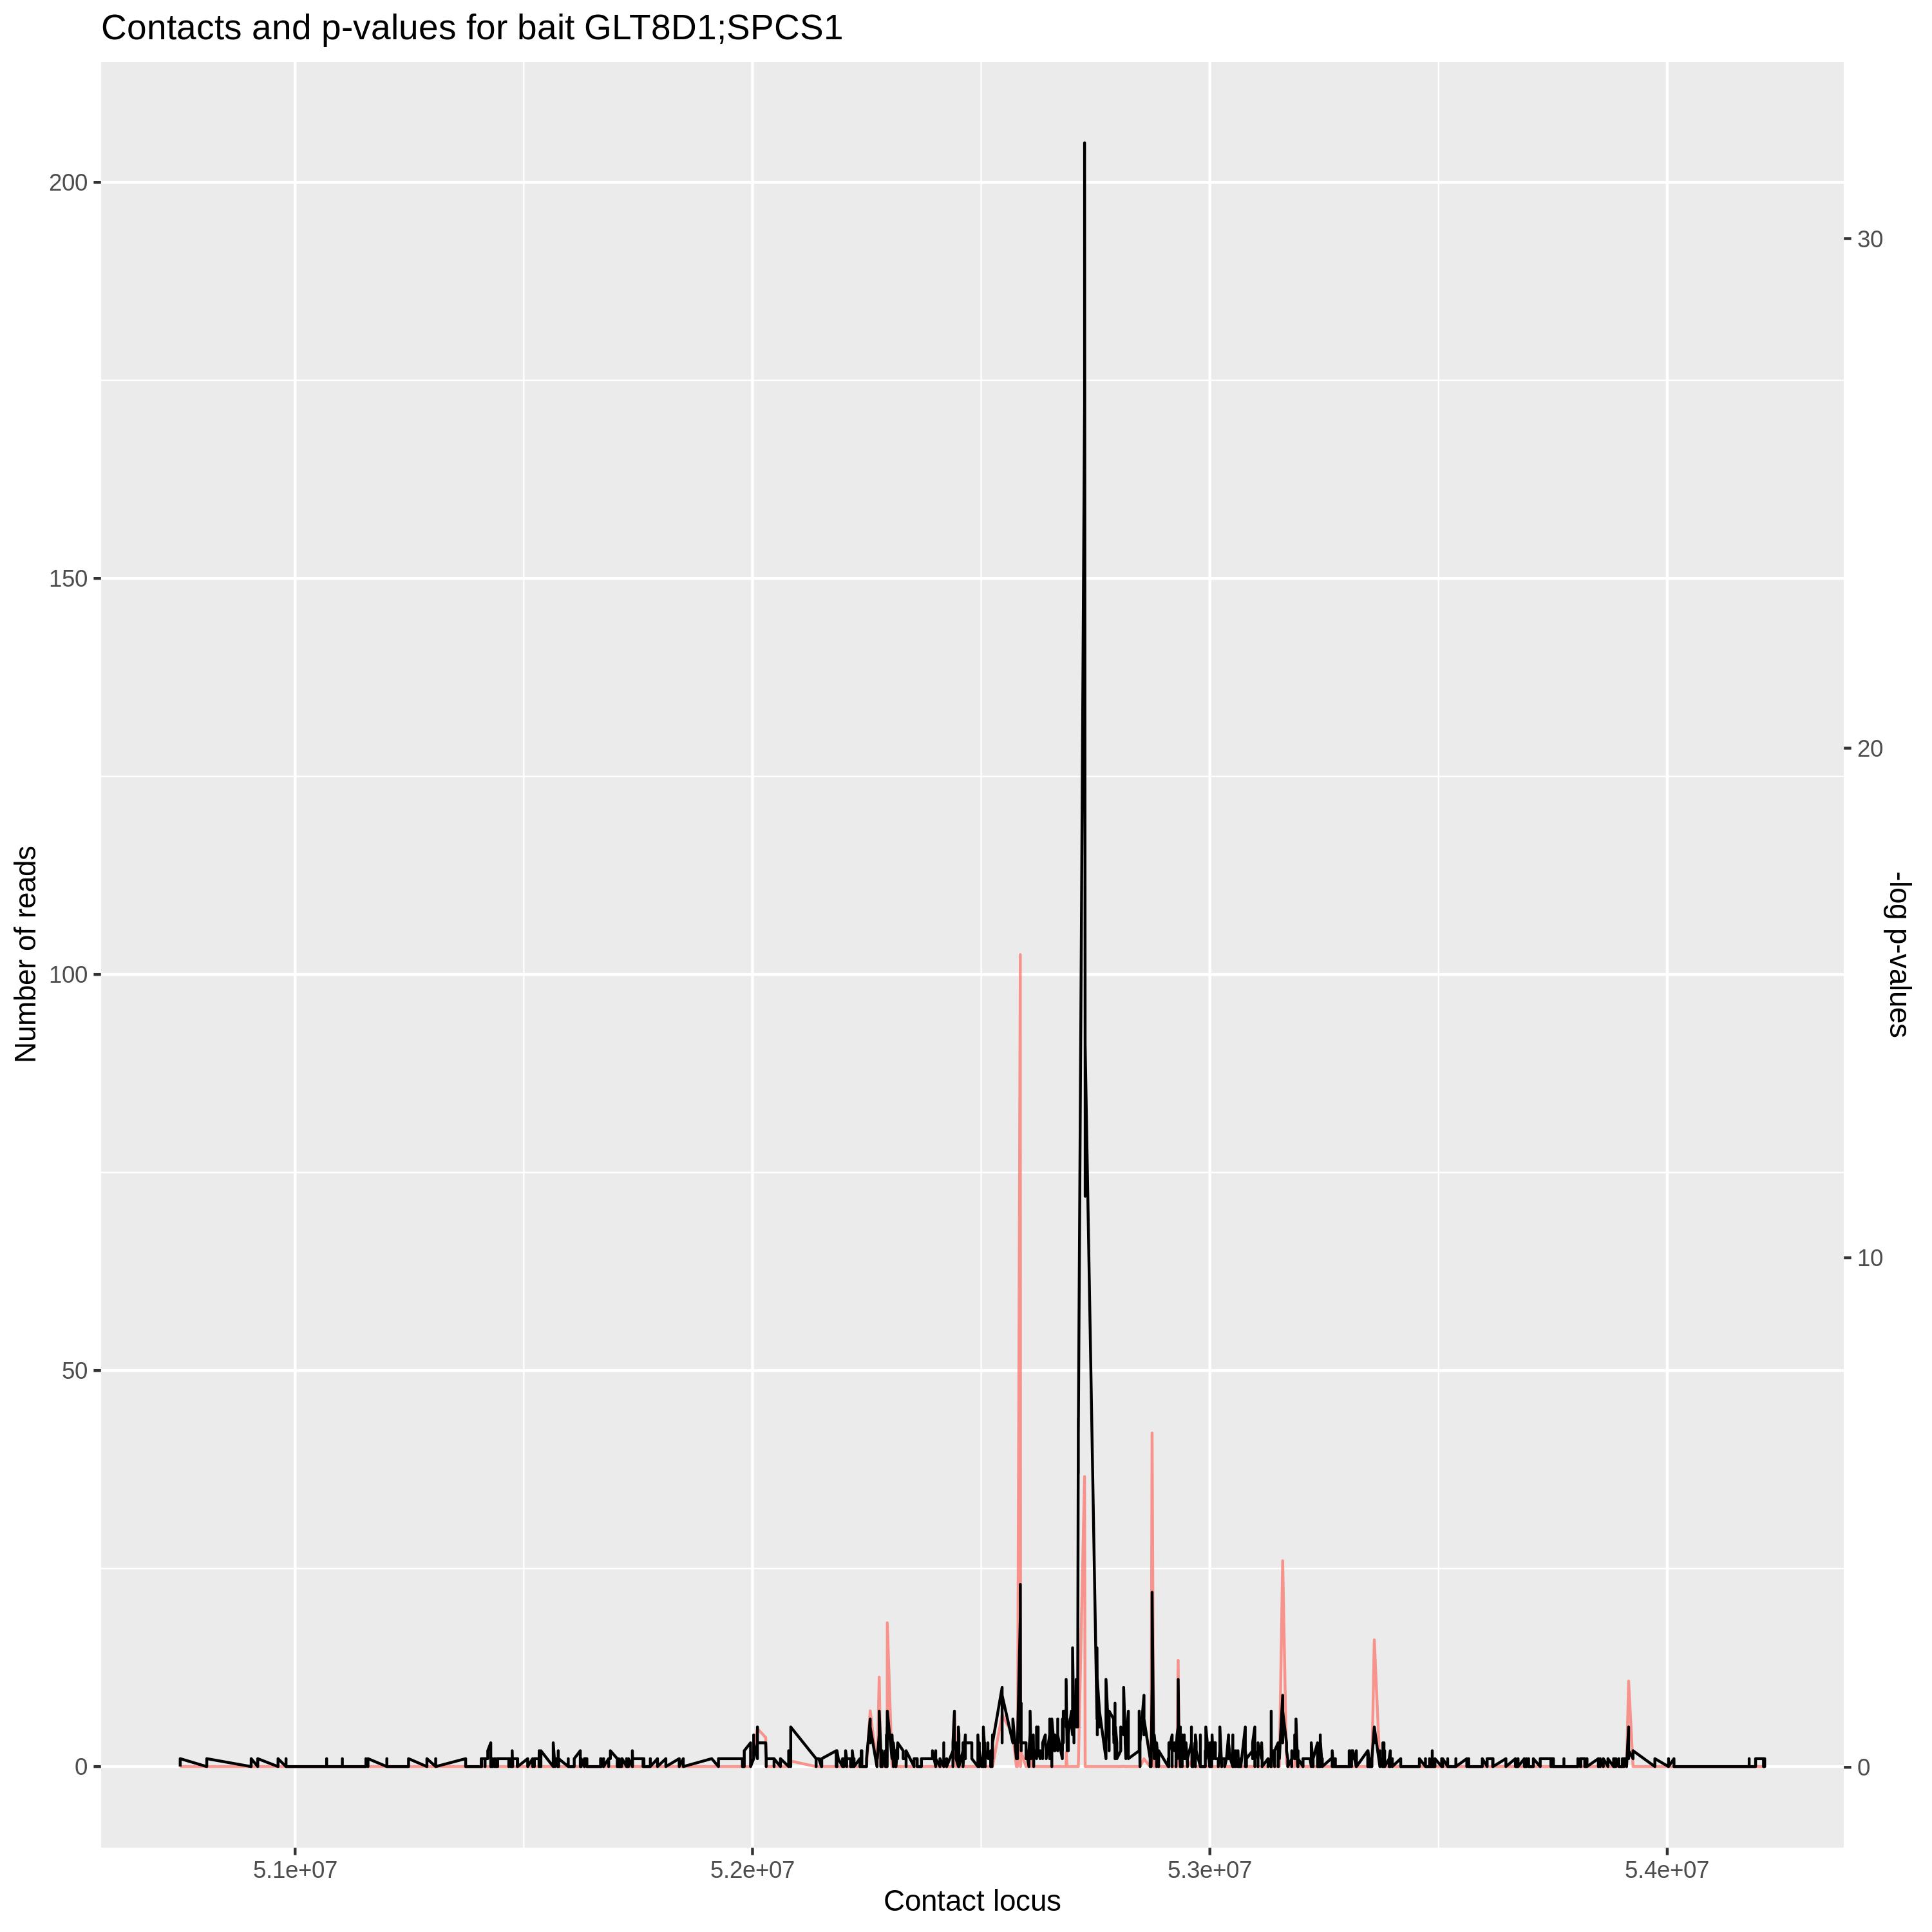 Contacts and p-values for bait GLT8D1;SPCS1
200
150
100
50
0
Number of reads
30
20
10
0
-log p-values
5.1e+07
5.2e+07
5.3e+07
5.4e+07
Contact locus